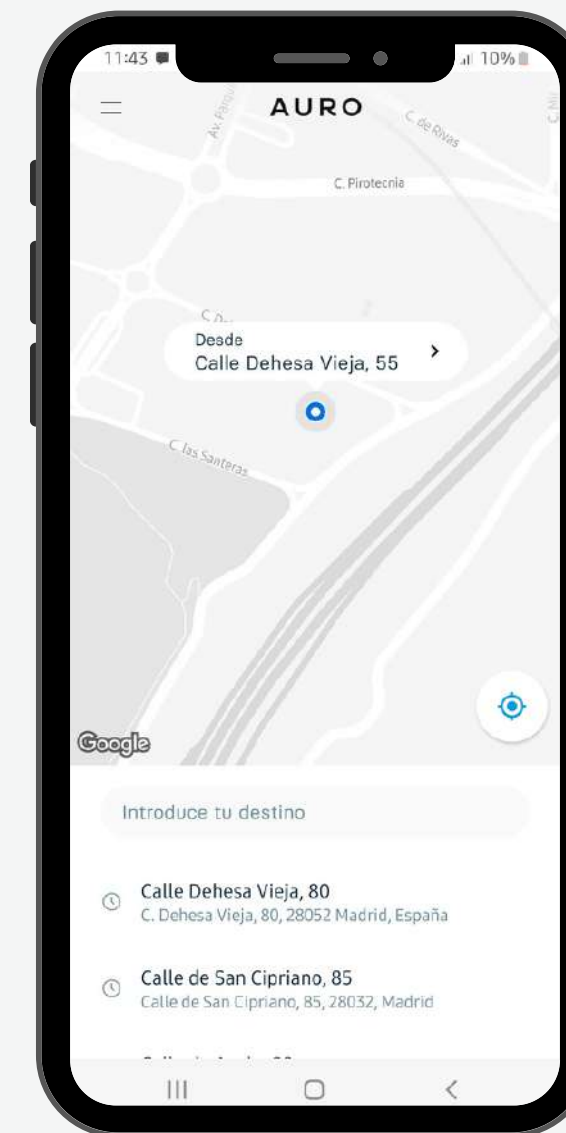 11:43
10%
AURO
Av. Parque
C. de Rivas
C. Pirotecnia
Desde
Calle Dehesa Vieja, 55
C. las Santeras
Google
Introduce tu destino
Calle Dehesa Vieja, 80
C. Dehesa Vieja, 80, 28052 Madrid, España
Calle de San Cipriano, 85
Calle de San Cipriano, 85, 28032, Madrid